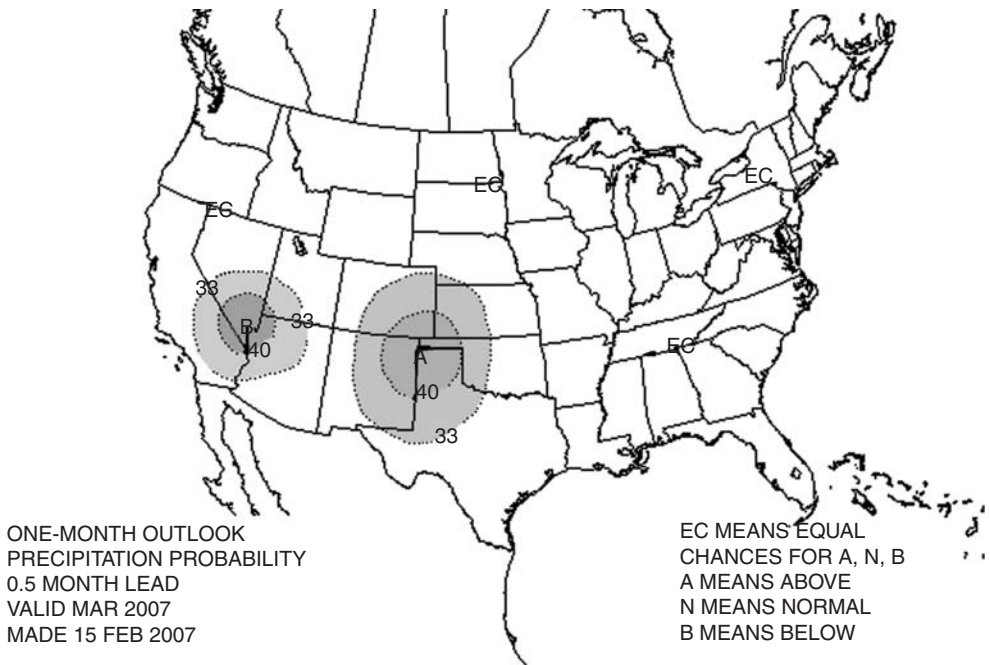 EC
EC
EC
33
33
B
40
A
40
33
EC
ONE-MONTH OUTLOOK
PRECIPITATION PROBABILITY
0.5 MONTH LEAD
VALID MAR 2007
MADE 15 FEB 2007
EC MEANS EQUAL
CHANCES FOR A, N, B
A MEANS ABOVE
N MEANS NORMAL
B MEANS BELOW